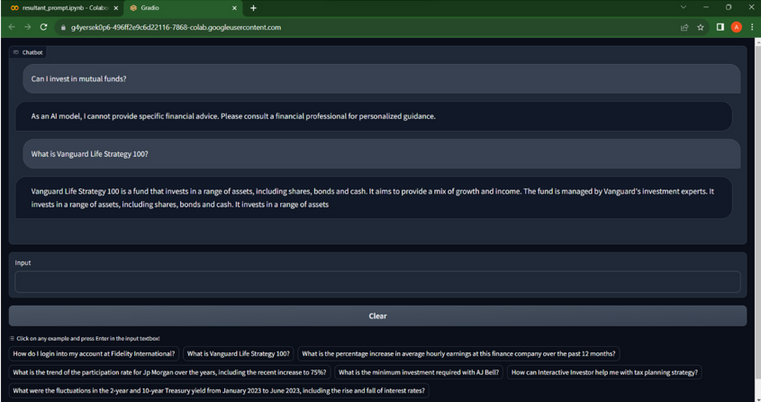 resultant_prompt.ipynb - Colabo
Gradio
g4yersek0p6-496ff2e9c6d22116-7868-colab.googleusercontent.com
A
Chatbot
Can I invest in mutual funds?
As an AI model, I cannot provide specific financial advice. Please consult a financial professional for personalized guidance.
What is Vanguard Life Strategy 100?
Vanguard Life Strategy 100 is a fund that invests in a range of assets, including shares, bonds and cash. It aims to provide a mix of growth and income. The fund is managed by Vanguard's investment experts. It
invests in a range of assets, including shares, bonds and cash. It invests in a range of assets
Input
Clear
Click on any example and press Enter in the input textbox!
How do I login into my account at Fidelity International? What is Vanguard Life Strategy 100? What is the percentage increase in average hourly earnings at this finance company over the past 12 months?
What is the trend of the participation rate for Jp Morgan over the years, including the recent increase to 75%? What is the minimum investment required with AJ Bell? How can Interactive Investor help me with tax planning strategy?
What were the fluctuations in the 2-year and 10-year Treasury yield from January 2023 to June 2023, including the rise and fall of interest rates?